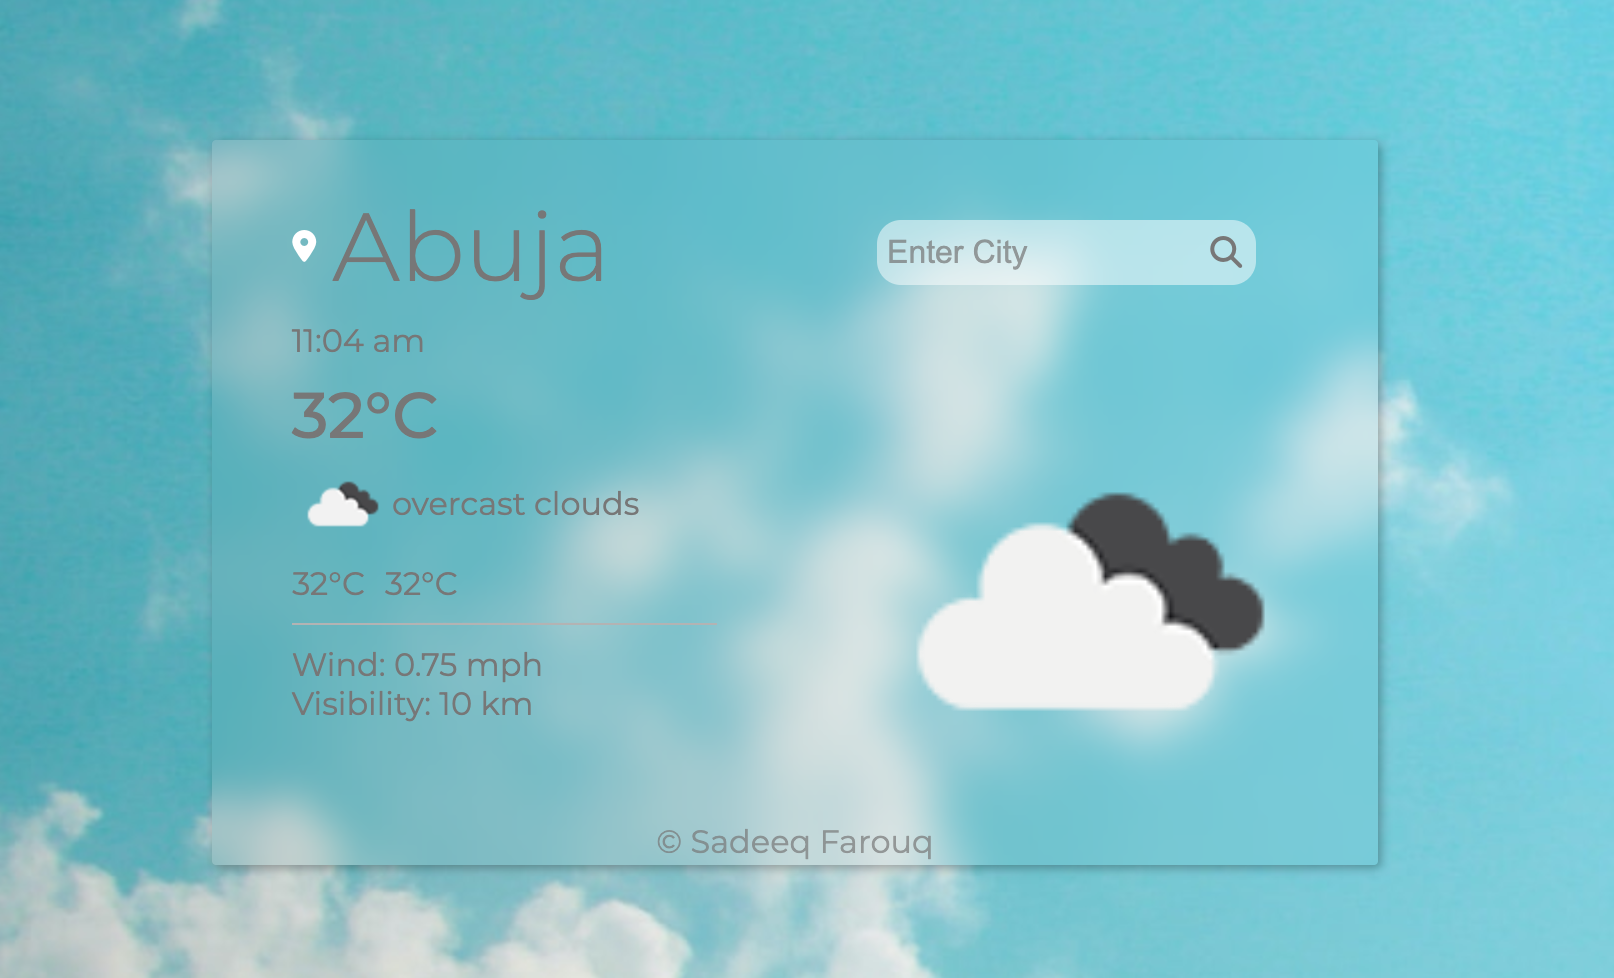 Abuja
Enter City
11:04 am
32°C
overcast clouds
32°C 32°C
Wind: 0.75 mph
Visibility: 10 km
© Sadeeq Farouq